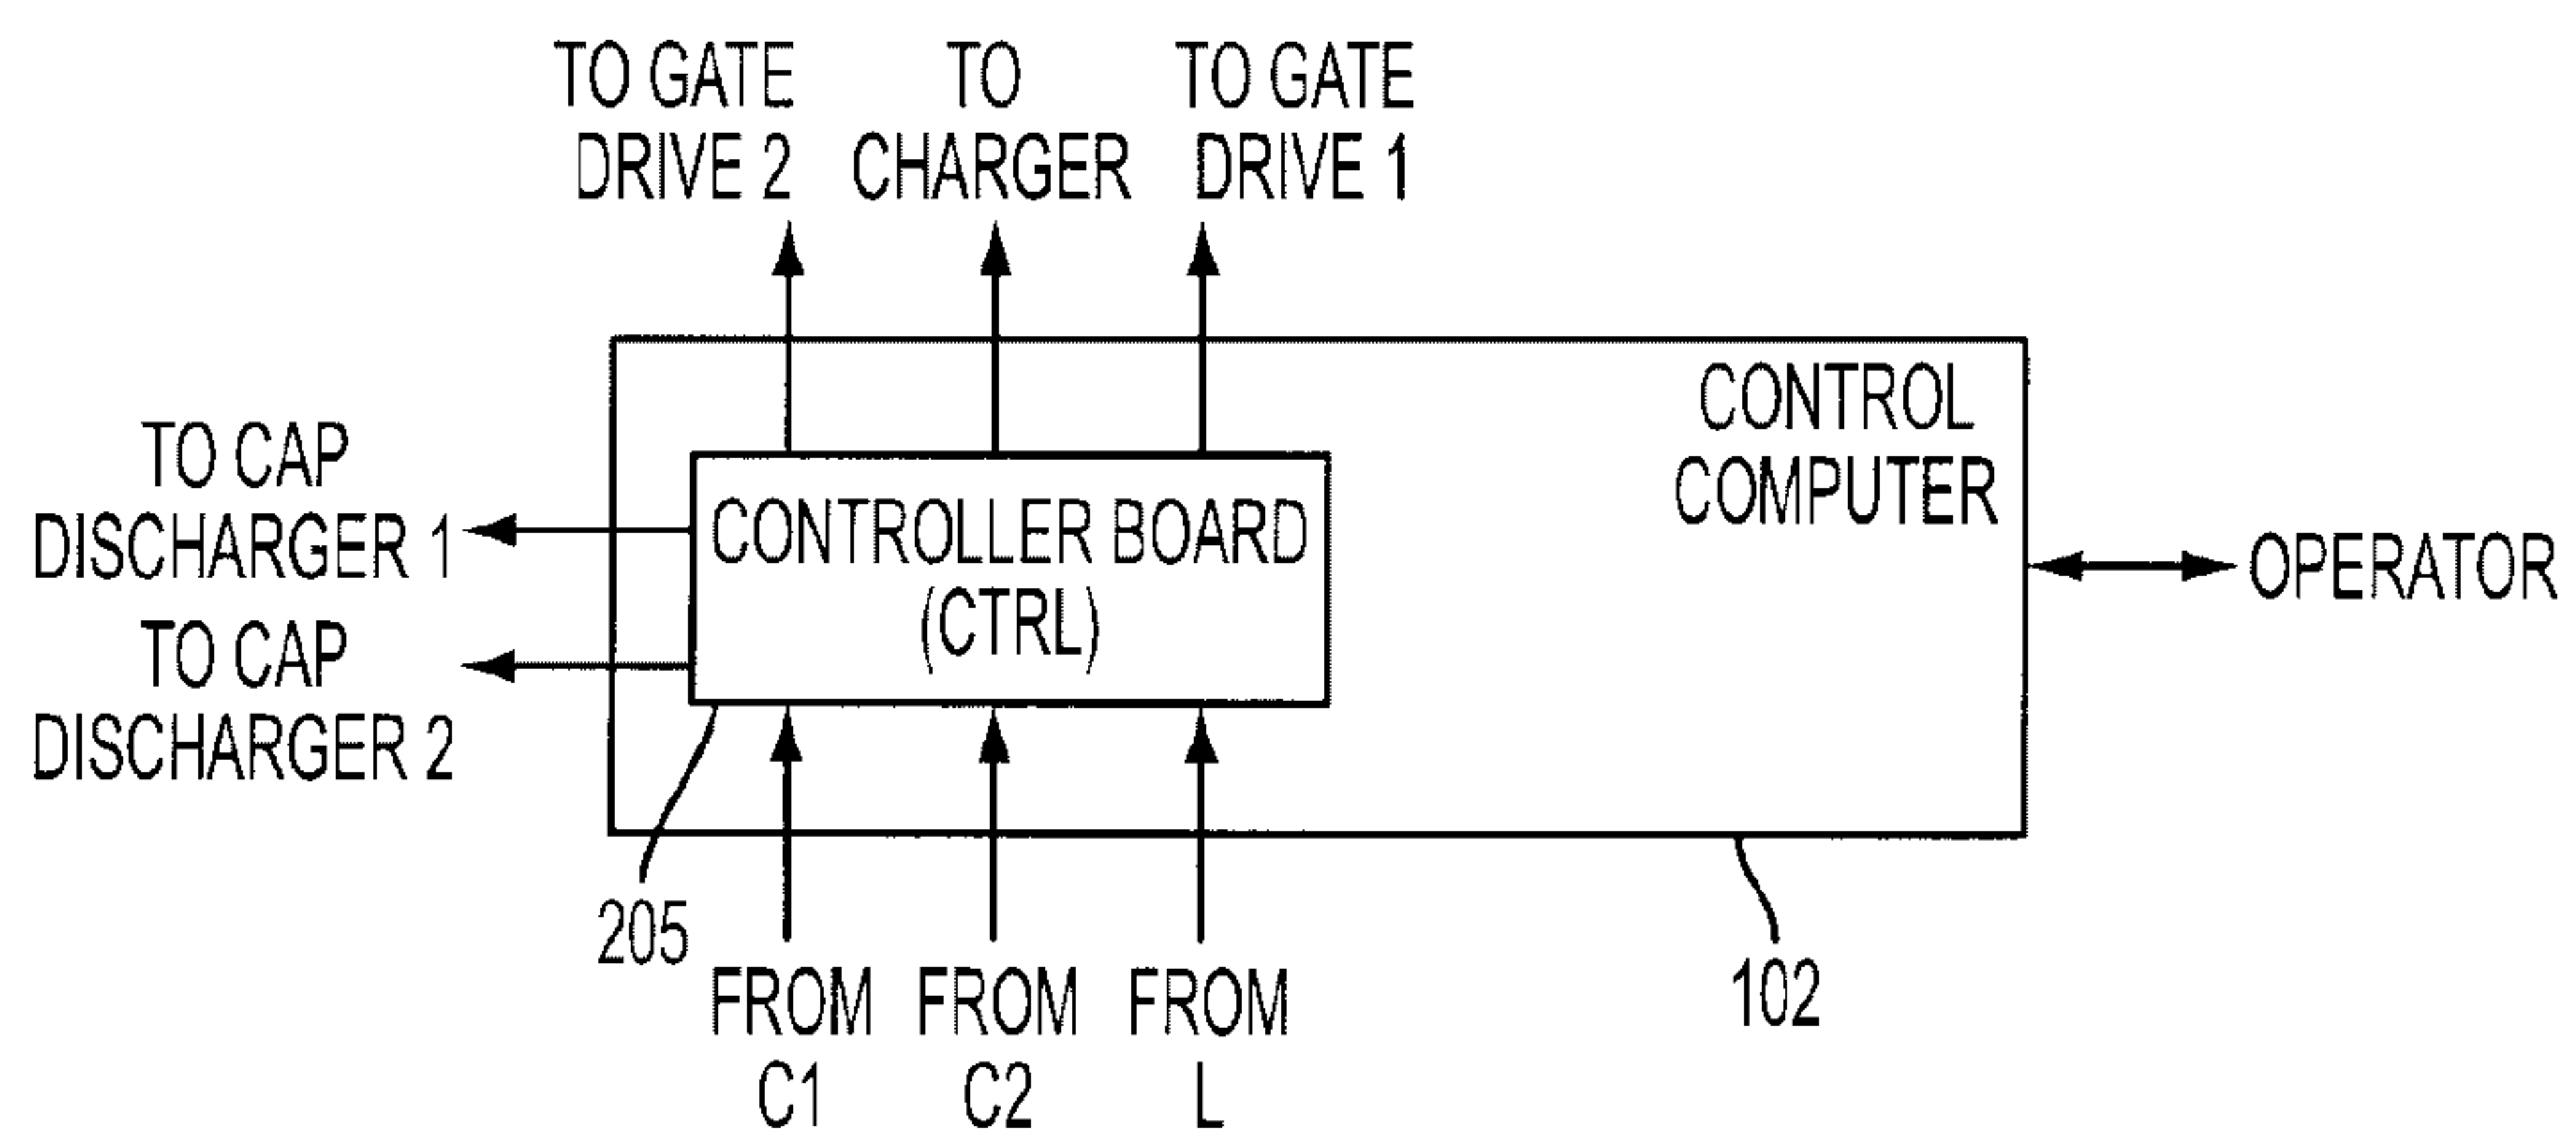 TO GATE
DRIVE 2
TO
CHARGER
TO GATE
DRIVE 1
CONTROL
COMPUTER
TO CAP
DISCHARGER 1
CONTROLLER BOARD
(CTRL)
OPERATOR
TO CAP
DISCHARGER 2
205
FROM
C1
FROM
C2
FROM
L
102